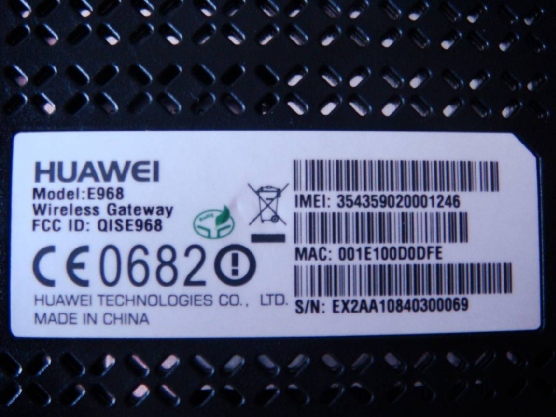 HUAWEI
Model:E968
Wireless Gateway
FCC ID: QISE968
CE0682
HUAWEI TECHNOLOGIES CO., LTD.
MADE IN CHINA
IMEI: 354359020001246
MAC: 001E100D0DFE
S/N: EX2AA10840300069